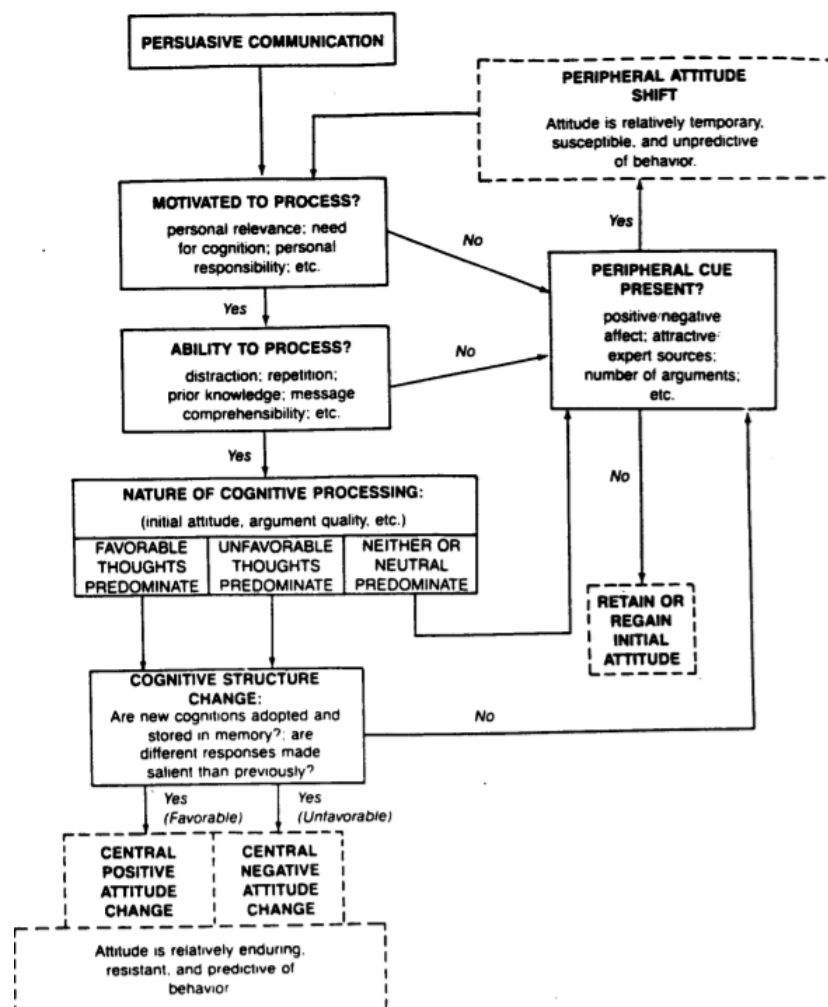 PERSUASIVE COMMUNICATION
PERIPHERAL ATTITUDE
SHIFT
Attitude is relatively temporary,
susceptible, and unpredictive
of behavior.
MOTIVATED TO PROCESS?
personal relevance; need
for cognition; personal
responsibility; etc.
No
Yes
PERIPHERAL CUE
PRESENT?
positive/negative
affect; attractive
expert sources;
number of arguments;
etc.
Yes
ABILITY TO PROCESS?
distraction; repetition;
prior knowledge; message
comprehensibility; etc.
No
Yes
No
NATURE OF COGNITIVE PROCESSING:
(initial attitude, argument quality, etc.)
FAVORABLE
THOUGHTS
PREDOMINATE
UNFAVORABLE
THOUGHTS
PREDOMINATE
NEITHER OR
NEUTRAL
PREDOMINATE
RETAIN OR
REGAIN
INITIAL
ATTITUDE
COGNITIVE STRUCTURE
CHANGE:
Are new cognitions adopted and
stored in memory?; are
different responses made
salient than previously?
No
Yes
(Favorable)
Yes
(Unfavorable)
CENTRAL
POSITIVE
ATTITUDE
CHANGE
CENTRAL
NEGATIVE
ATTITUDE
CHANGE
Attitude is relatively enduring,
resistant, and predictive of
behavior